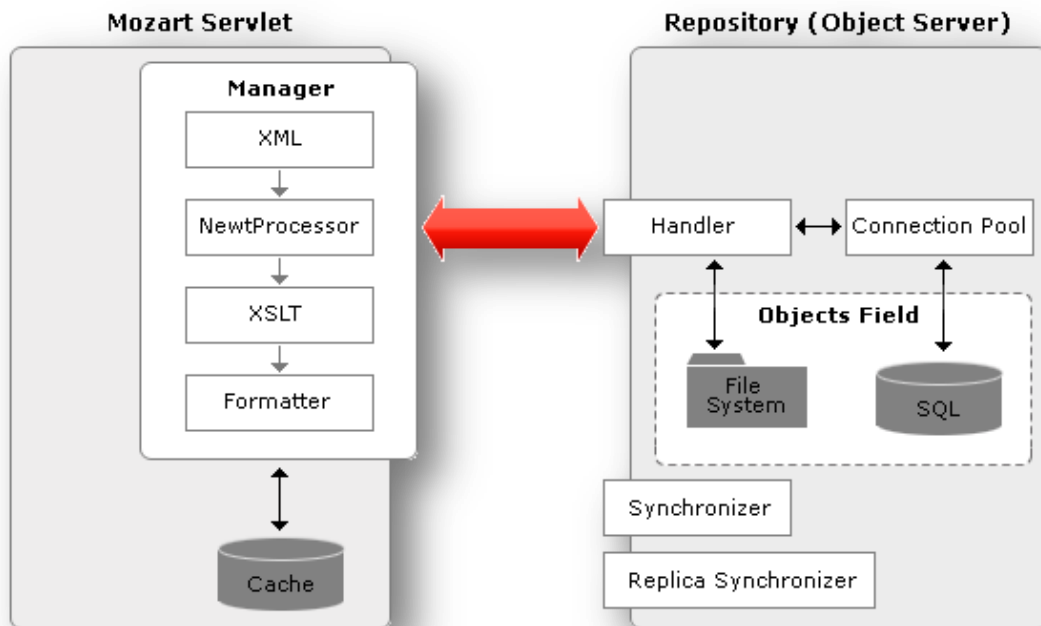 Mozart Servlet
Manager
XML
NewtProcessor
XSLT
Formatter
Cache
Repository (Object Server)
Handler
Connection Pool
Objects Field
File
System
SQL
Synchronizer
Replica Synchronizer